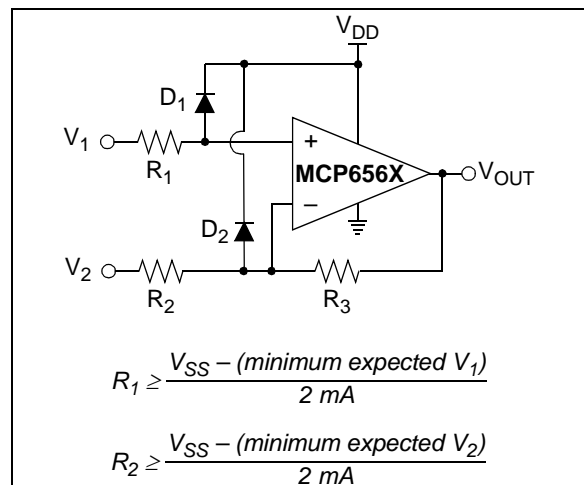 V_DD
D_1
V_1
R_1
+
MCP656X
V_OUT
–
D_2
V_2
R_2
R_3
R_1 ≥ V_SS – (minimum expected V_1)
2 mA
R_2 ≥ V_SS – (minimum expected V_2)
2 mA